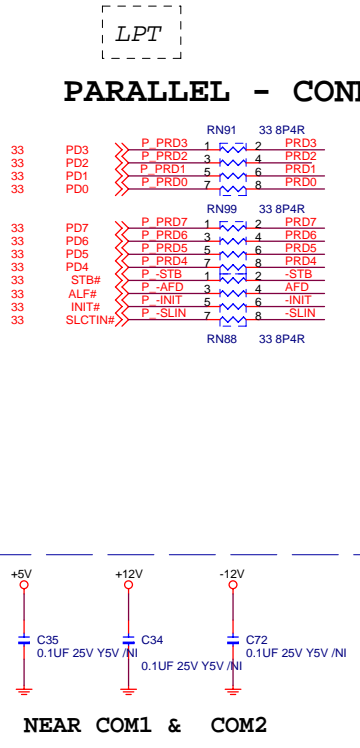 LPT
PARALLEL - CON
RN91 33 8P4R
33 PD3 P_PRD3 1 2 PRD3
33 PD2 P_PRD2 3 4 PRD2
33 PD1 P_PRD1 5 6 PRD1
33 PD0 P_PRD0 7 8 PRD0
RN99 33 8P4R
33 PD7 P_PRD7 1 2 PRD7
33 PD6 P_PRD6 3 4 PRD6
33 PD5 P_PRD5 5 6 PRD5
33 PD4 P_PRD4 7 8 PRD4
33 STB# P_-STB 1 2 -STB
33 ALF# P_-AFD 3 4 AFD
33 INIT# P_-INIT 5 6 -INIT
33 SLCTIN# P_-SLIN 7 8 -SLIN
RN88 33 8P4R
+5V +12V -12V
C35 C34 C72
0.1UF 25V Y5V /NI 0.1UF 25V Y5V /NI
0.1UF 25V Y5V /NI
NEAR COM1 & COM2